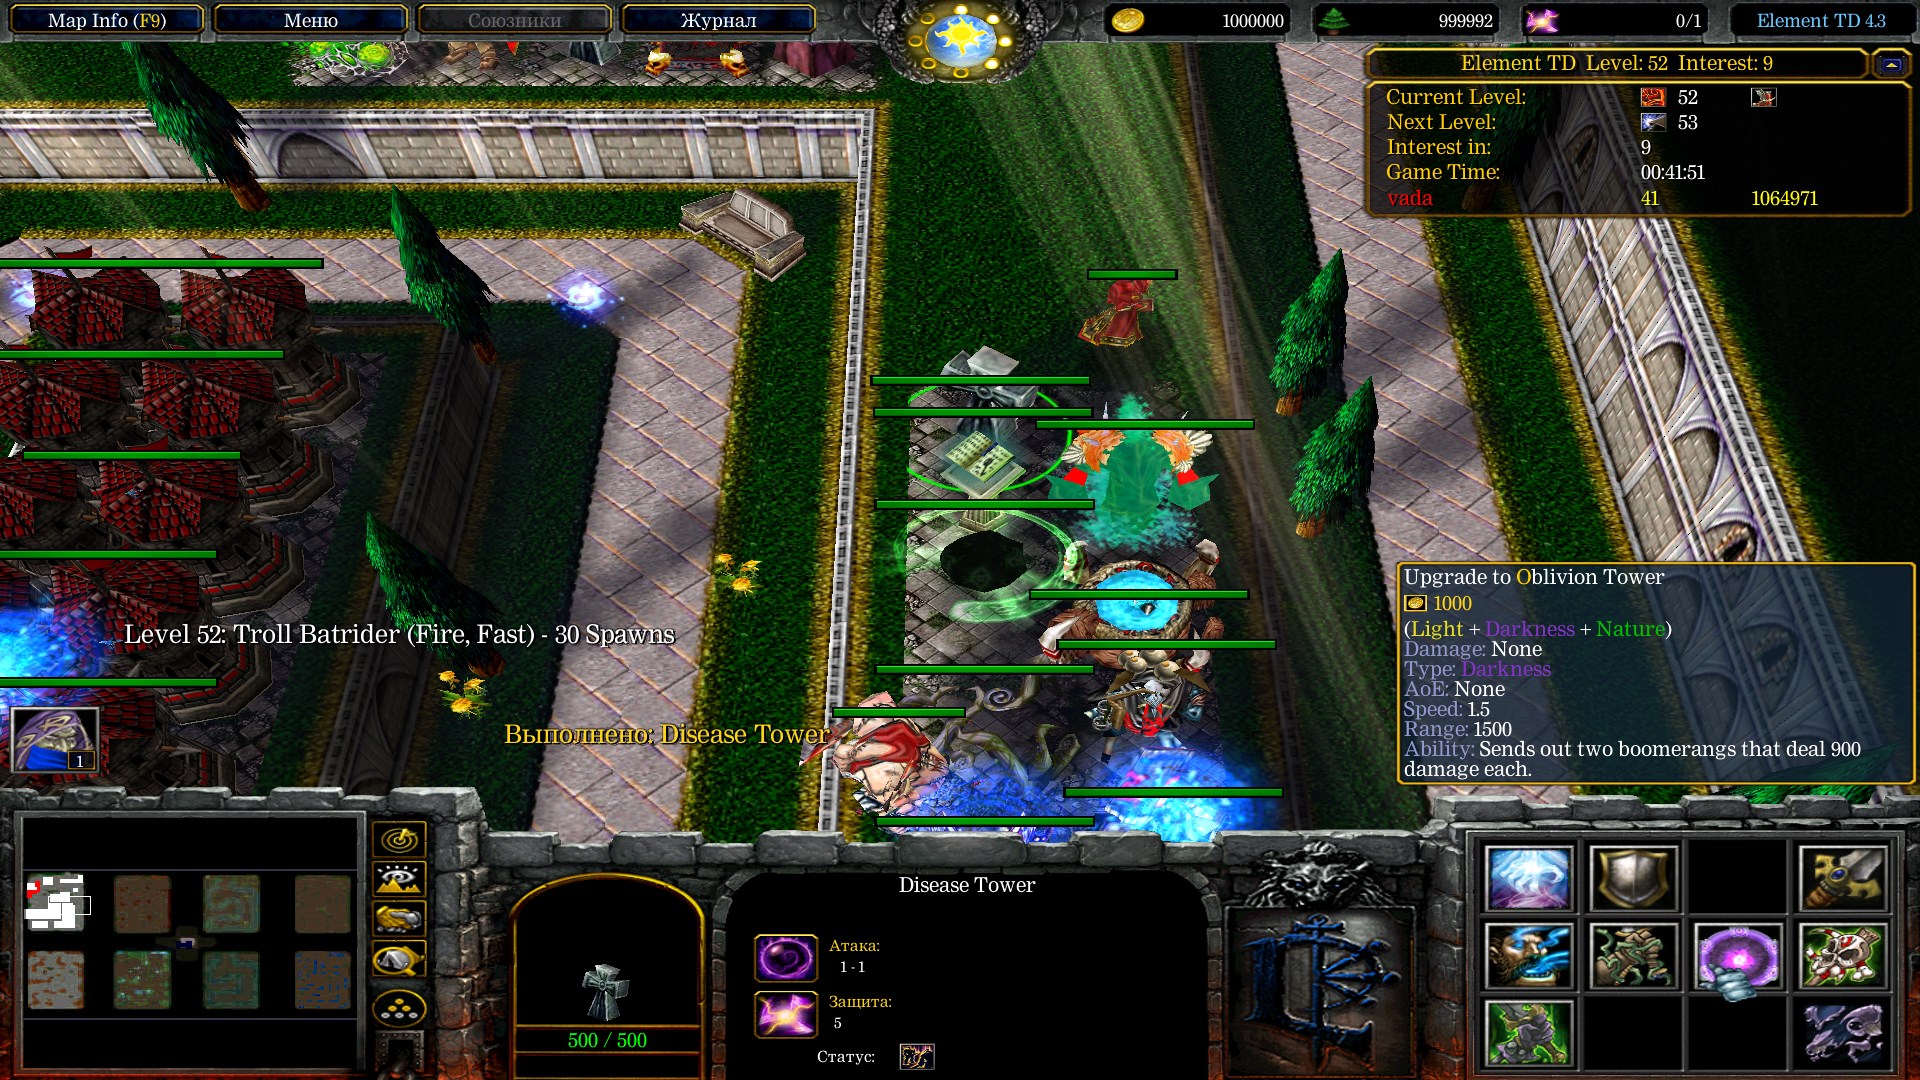 Map Info (F9)
Меню
Союзники
Журнал
1000000
999992
0/1
Element TD 4.3
Element TD Level: 52 Interest: 9
Current Level: 52
Next Level: 53
Interest in: 9
Game Time: 00:41:51
vada 41 1064971
Upgrade to Oblivion Tower
1000
(Light + Darkness + Nature)
Damage: None
Type: Darkness
AoE: None
Speed: 1.5
Range: 1500
Ability: Sends out two boomerangs that deal 900
damage each.
Level 52: Troll Batrider (Fire, Fast) - 30 Spawns
Выполнено: Disease Tower
1
Disease Tower
Атака:
1 - 1
Защита:
5
Статус:
500 / 500